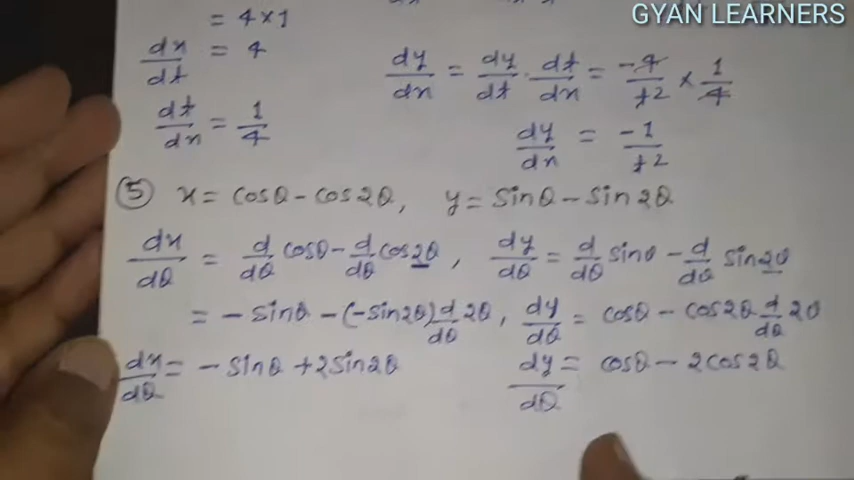 GYAN LEARNERS
= 4×1
dx/dt = 4
dy/dx = dy/dt · dt/dx = -4/t2 × 1/4
dt/dx = 1/4
dy/dx = -1/t2
⑤ x = cosθ - cos2θ, y = sinθ - sin2θ
dx/dθ = d/dθ cosθ - d/dθ cos2θ, dy/dθ = d/dθ sinθ - d/dθ sin2θ
= - sinθ - (-sin2θ) d/dθ 2θ, dy/dθ = cosθ - cos2θ d/dθ 2θ
dx/dθ = - sinθ + 2sin2θ dy/dθ = cosθ - 2cos2θ